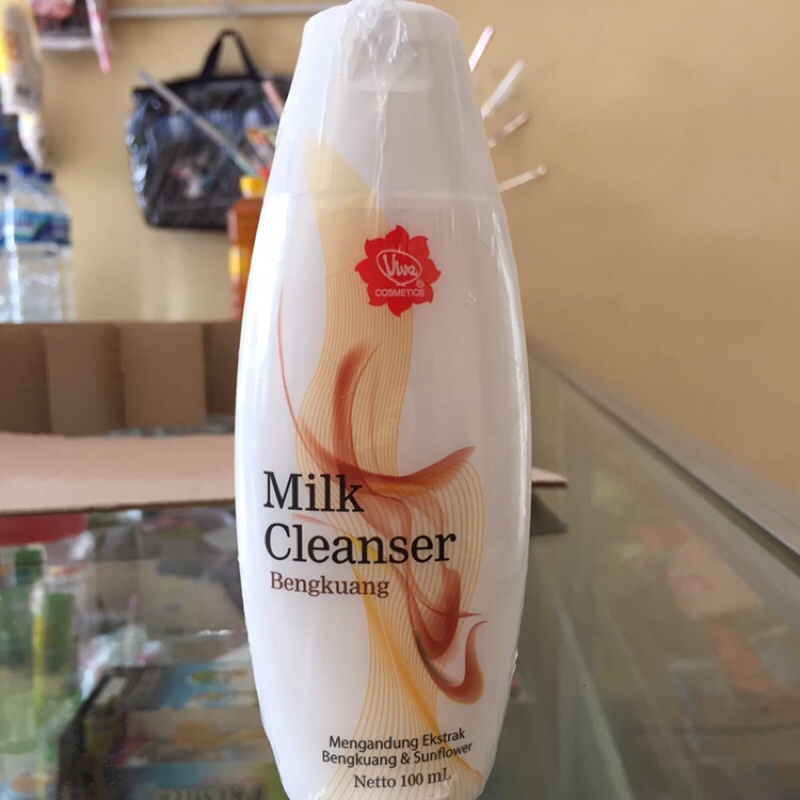 Viva
COSMETICS
Milk
Cleanser
Bengkuang
Mengandung Ekstrak
Bengkuang & Sunflower
Netto 100 mL